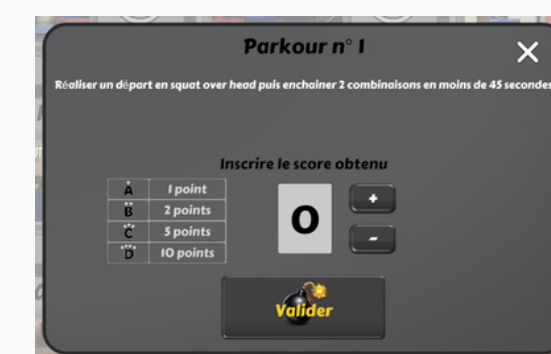 Parkour n° 1
Réaliser un départ en squat over head puis enchainer 2 combinaisons en moins de 45 secondes
Inscrire le score obtenu
A 1 point
B 2 points
C 5 points
D 10 points
0
+
-
Valider